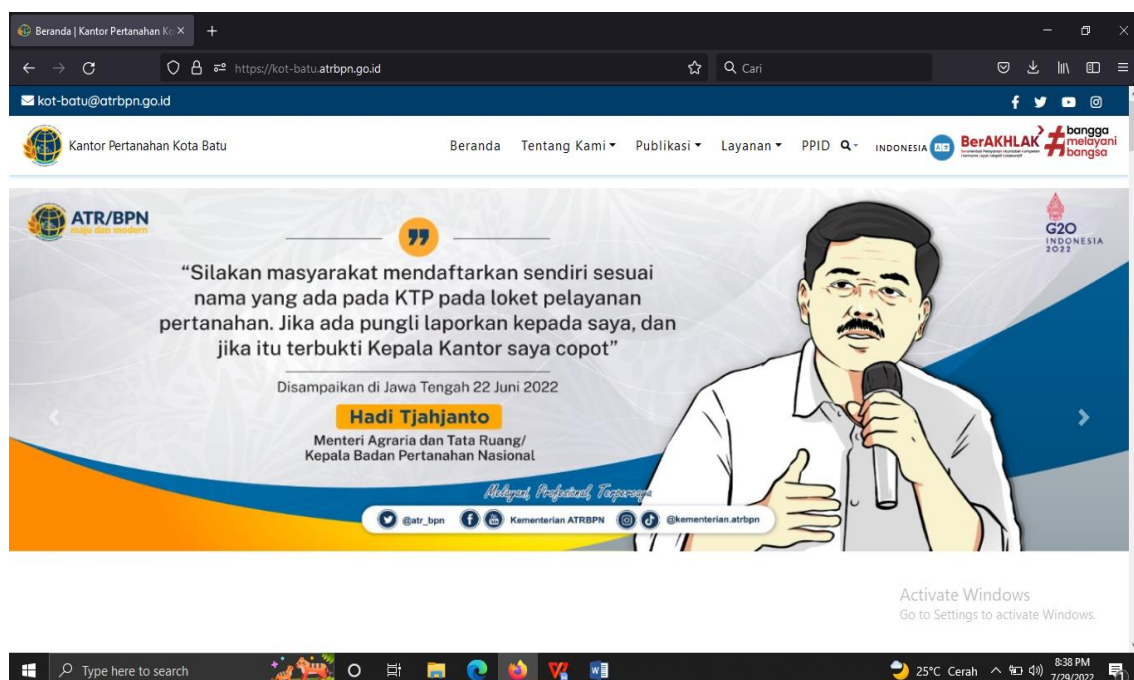 Beranda | Kantor Pertanahan Ko
https://kot-batu.atrbpn.go.id
Cari
kot-batu@atrbpn.go.id
Kantor Pertanahan Kota Batu
Beranda Tentang Kami Publikasi Layanan PPID INDONESIA
BerAKHLAK
# bangga
melayani
bangsa
ATR/BPN
maju dan modern
G20
INDONESIA
2022
“Silakan masyarakat mendaftarkan sendiri sesuai
nama yang ada pada KTP pada loket pelayanan
pertanahan. Jika ada pungli laporkan kepada saya, dan
jika itu terbukti Kepala Kantor saya copot”
Disampaikan di Jawa Tengah 22 Juni 2022
Hadi Tjahjanto
Menteri Agraria dan Tata Ruang/
Kepala Badan Pertanahan Nasional
Melayani, Profesional, Terpercaya
@atr_bpn Kementerian ATRBPN @kementerian.atrbpn
Activate Windows
Go to Settings to activate Windows.
Type here to search
25°C Cerah
8:38 PM
7/29/2022